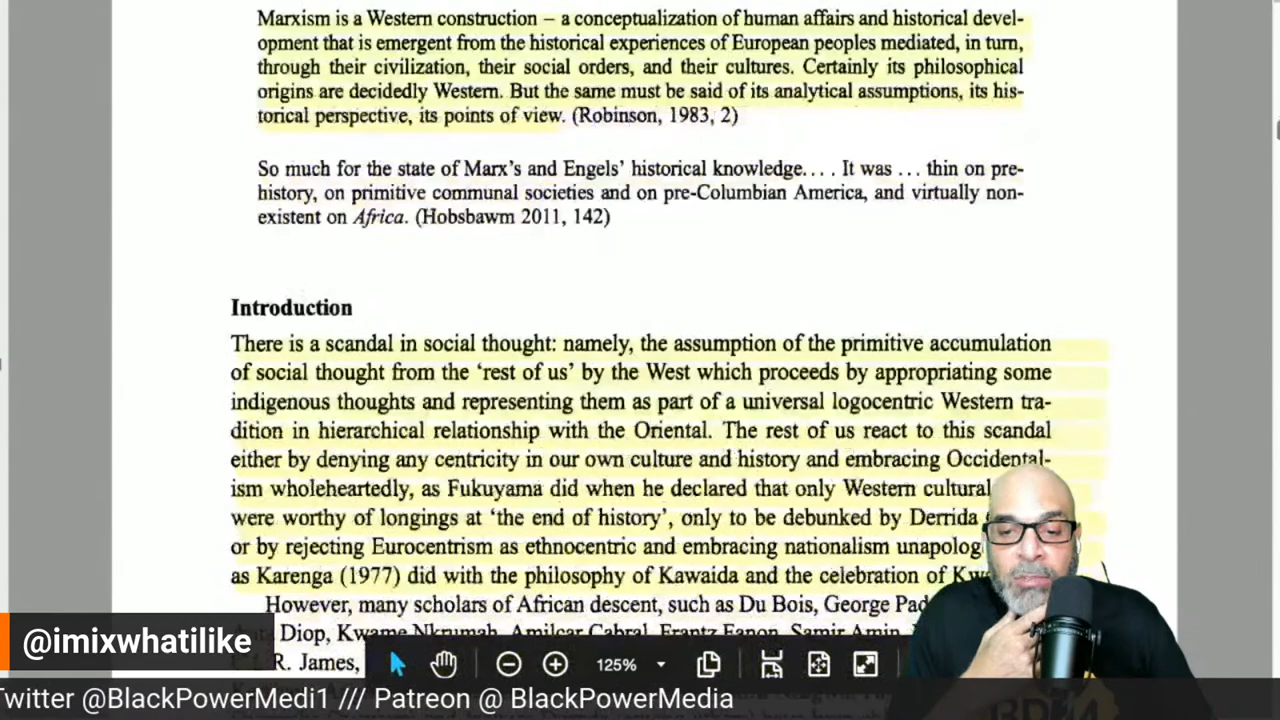 Marxism is a Western construction – a conceptualization of human affairs and historical devel-
opment that is emergent from the historical experiences of European peoples mediated, in turn,
through their civilization, their social orders, and their cultures. Certainly its philosophical
origins are decidedly Western. But the same must be said of its analytical assumptions, its his-
torical perspective, its points of view. (Robinson, 1983, 2)
So much for the state of Marx's and Engels' historical knowledge. . . . It was . . . thin on pre-
history, on primitive communal societies and on pre-Columbian America, and virtually non-
existent on Africa. (Hobsbawm 2011, 142)
Introduction
There is a scandal in social thought: namely, the assumption of the primitive accumulation
of social thought from the 'rest of us' by the West which proceeds by appropriating some
indigenous thoughts and representing them as part of a universal logocentric Western tra-
dition in hierarchical relationship with the Oriental. The rest of us react to this scandal
either by denying any centricity in our own culture and history and embracing Occidental-
ism wholeheartedly, as Fukuyama did when he declared that only Western cultural
were worthy of longings at 'the end of history', only to be debunked by Derrida
or by rejecting Eurocentrism as ethnocentric and embracing nationalism
as Karenga (1977) did with the philosophy of Kawaida and the celebration of
However, many scholars of African descent, such as Du Bois, George
Diop, Kwame Nkrumah, Amilcar Cabral, Frantz Fanon, Samir Amin,
R. James,
125%
@imixwhatilike
Twitter @BlackPowerMedi1 /// Patreon @ BlackPowerMedia